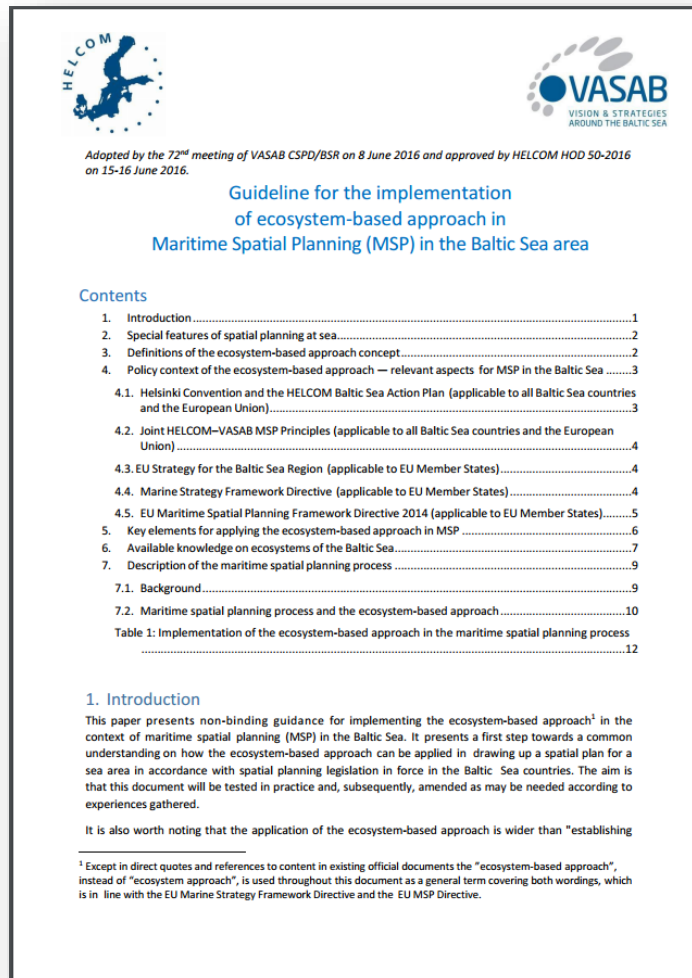 HELCOM
VASAB
VISION & STRATEGIES
AROUND THE BALTIC SEA
Adopted by the 72nd meeting of VASAB CSPD/BSR on 8 June 2016 and approved by HELCOM HOD 50-2016
on 15-16 June 2016.
Guideline for the implementation
of ecosystem-based approach in
Maritime Spatial Planning (MSP) in the Baltic Sea area
Contents
1. Introduction ... 1
2. Special features of spatial planning at sea ... 2
3. Definitions of the ecosystem-based approach concept ... 2
4. Policy context of the ecosystem-based approach — relevant aspects for MSP in the Baltic Sea ... 3
4.1. Helsinki Convention and the HELCOM Baltic Sea Action Plan (applicable to all Baltic Sea countries
and the European Union) ... 3
4.2. Joint HELCOM–VASAB MSP Principles (applicable to all Baltic Sea countries and the European
Union) ... 4
4.3. EU Strategy for the Baltic Sea Region (applicable to EU Member States) ... 4
4.4. Marine Strategy Framework Directive (applicable to EU Member States) ... 4
4.5. EU Maritime Spatial Planning Framework Directive 2014 (applicable to EU Member States) ... 5
5. Key elements for applying the ecosystem-based approach in MSP ... 6
6. Available knowledge on ecosystems of the Baltic Sea ... 7
7. Description of the maritime spatial planning process ... 9
7.1. Background ... 9
7.2. Maritime spatial planning process and the ecosystem-based approach ... 10
Table 1: Implementation of the ecosystem-based approach in the maritime spatial planning process
... 12
1. Introduction
This paper presents non-binding guidance for implementing the ecosystem-based approach1 in the
context of maritime spatial planning (MSP) in the Baltic Sea. It presents a first step towards a common
understanding on how the ecosystem-based approach can be applied in drawing up a spatial plan for a
sea area in accordance with spatial planning legislation in force in the Baltic Sea countries. The aim is
that this document will be tested in practice and, subsequently, amended as may be needed according to
experiences gathered.
It is also worth noting that the application of the ecosystem-based approach is wider than "establishing
1 Except in direct quotes and references to content in existing official documents the "ecosystem-based approach",
instead of "ecosystem approach", is used throughout this document as a general term covering both wordings, which
is in line with the EU Marine Strategy Framework Directive and the EU MSP Directive.